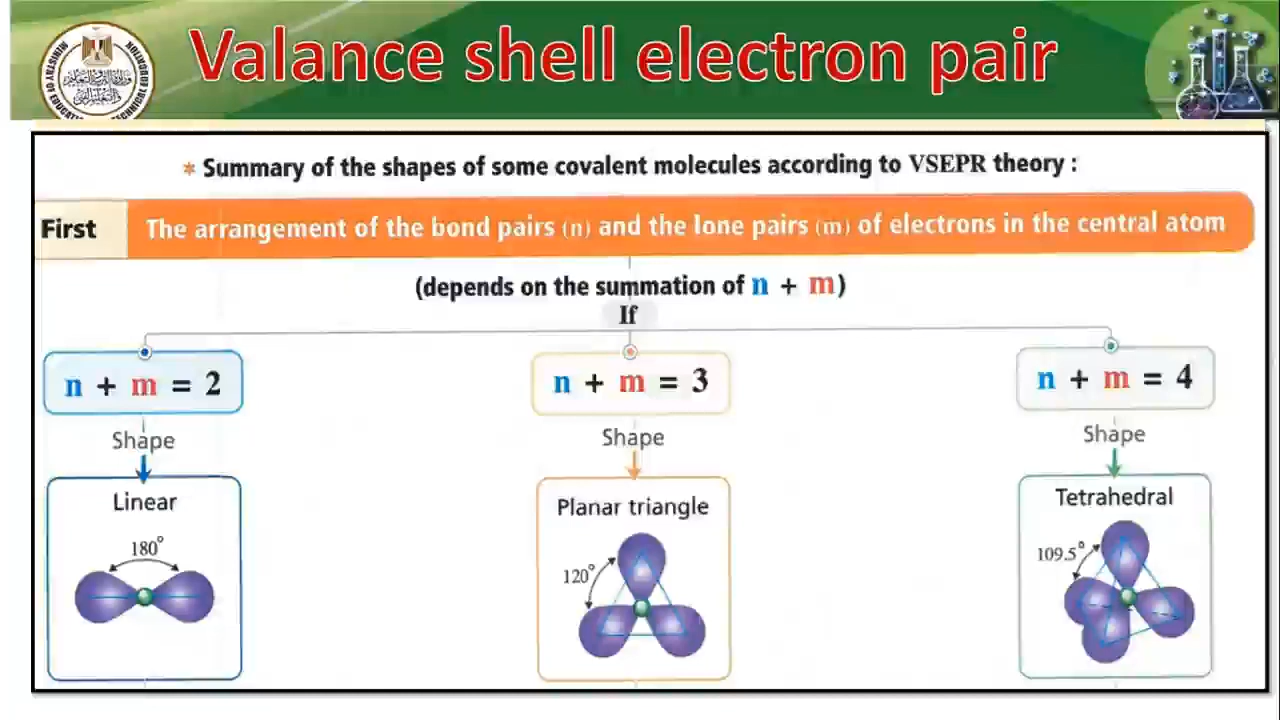 Valance shell electron pair
* Summary of the shapes of some covalent molecules according to VSEPR theory :
First
The arrangement of the bond pairs (n) and the lone pairs (m) of electrons in the central atom
(depends on the summation of n + m)
If
n + m = 2
n + m = 3
n + m = 4
Shape
Shape
Shape
Linear
Planar triangle
Tetrahedral
180°
120°
109.5°